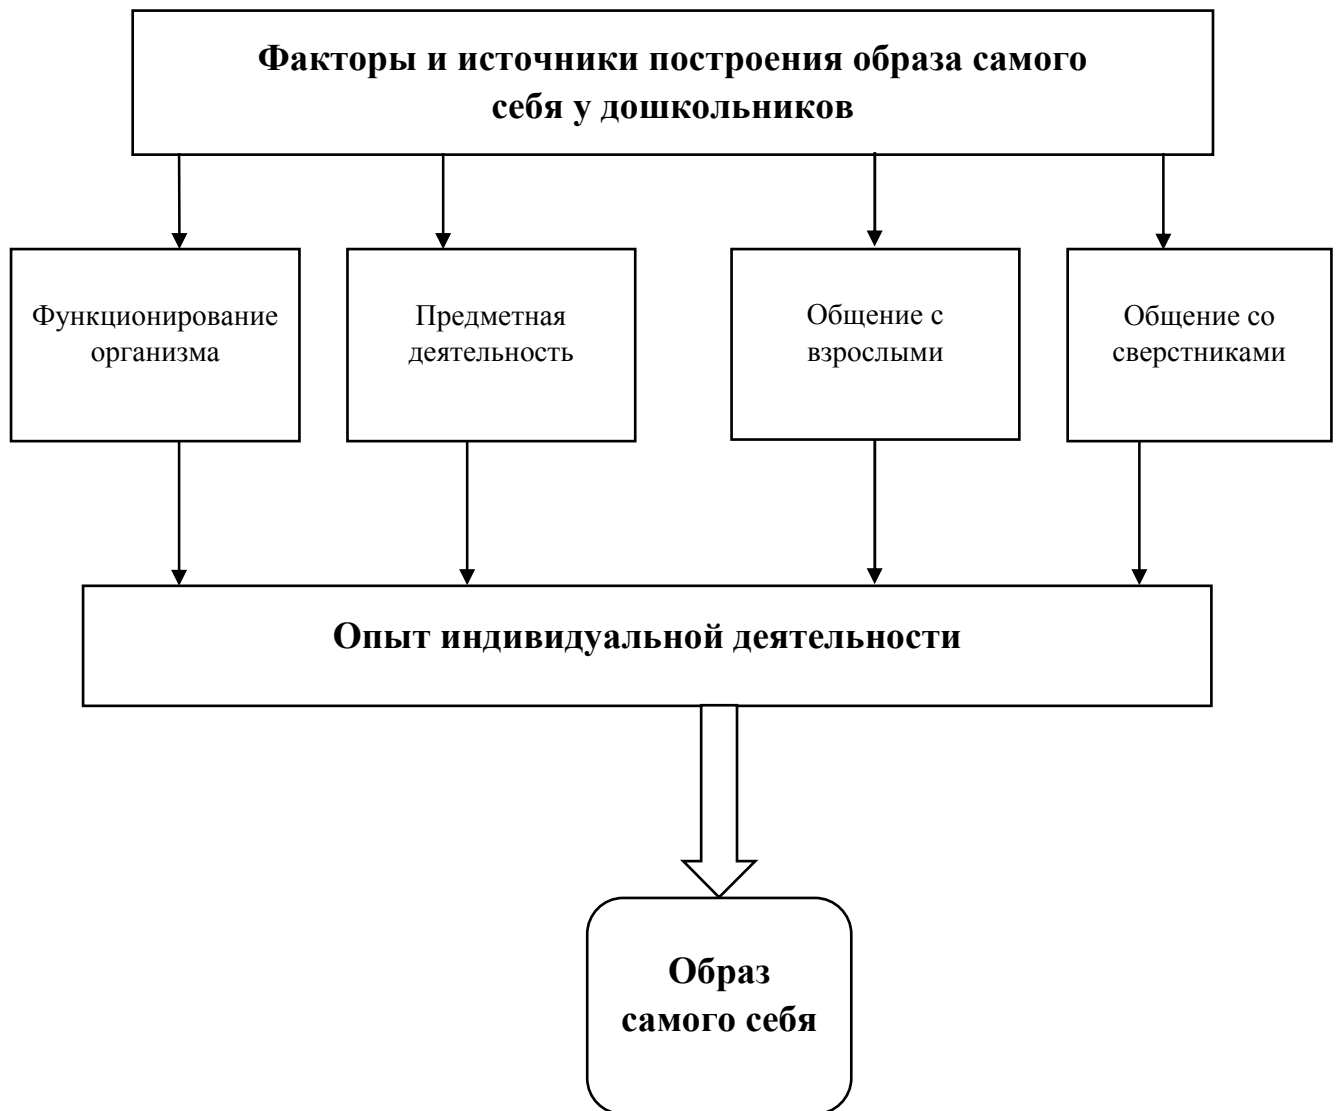 Факторы и источники построения образа самого
себя у дошкольников
Функционирование
организма
Предметная
деятельность
Общение с
взрослыми
Общение со
сверстниками
Опыт индивидуальной деятельности
Образ
самого себя